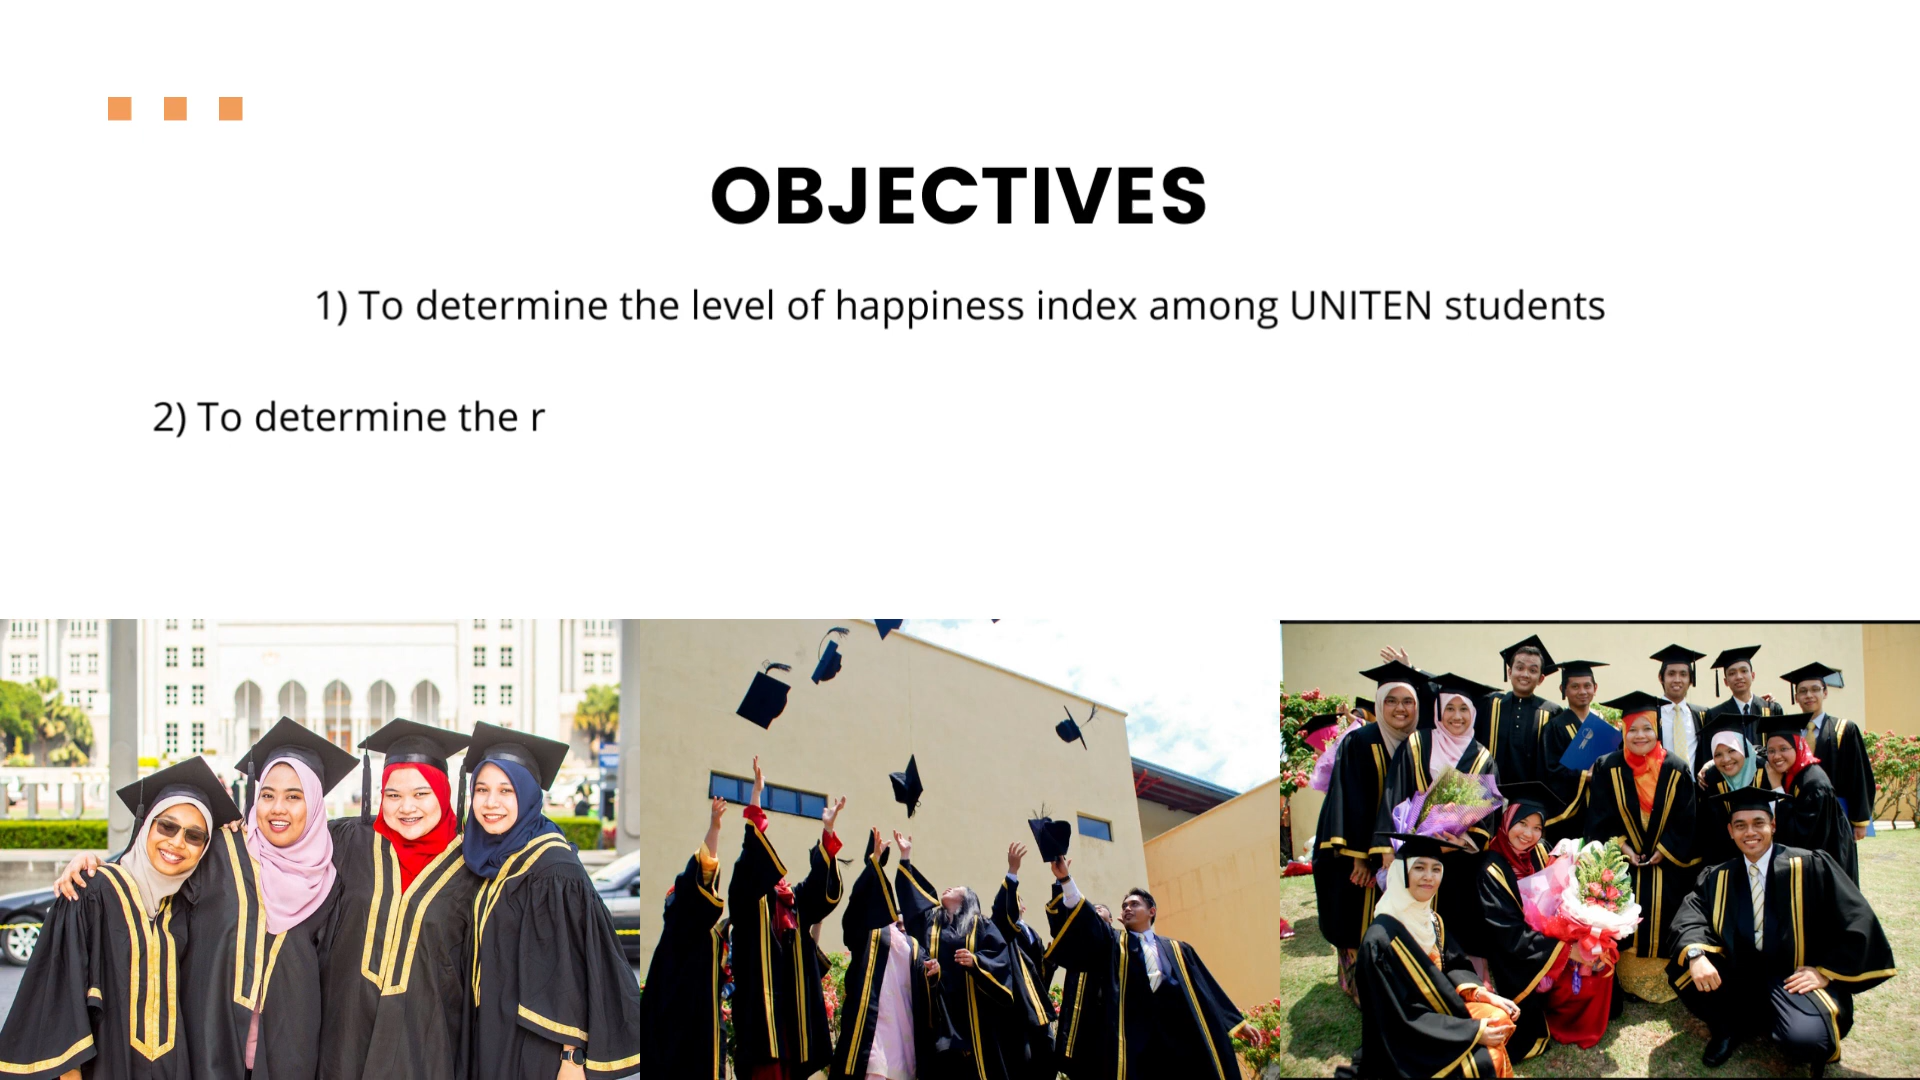 OBJECTIVES
1) To determine the level of happiness index among UNITEN students
2) To determine the r